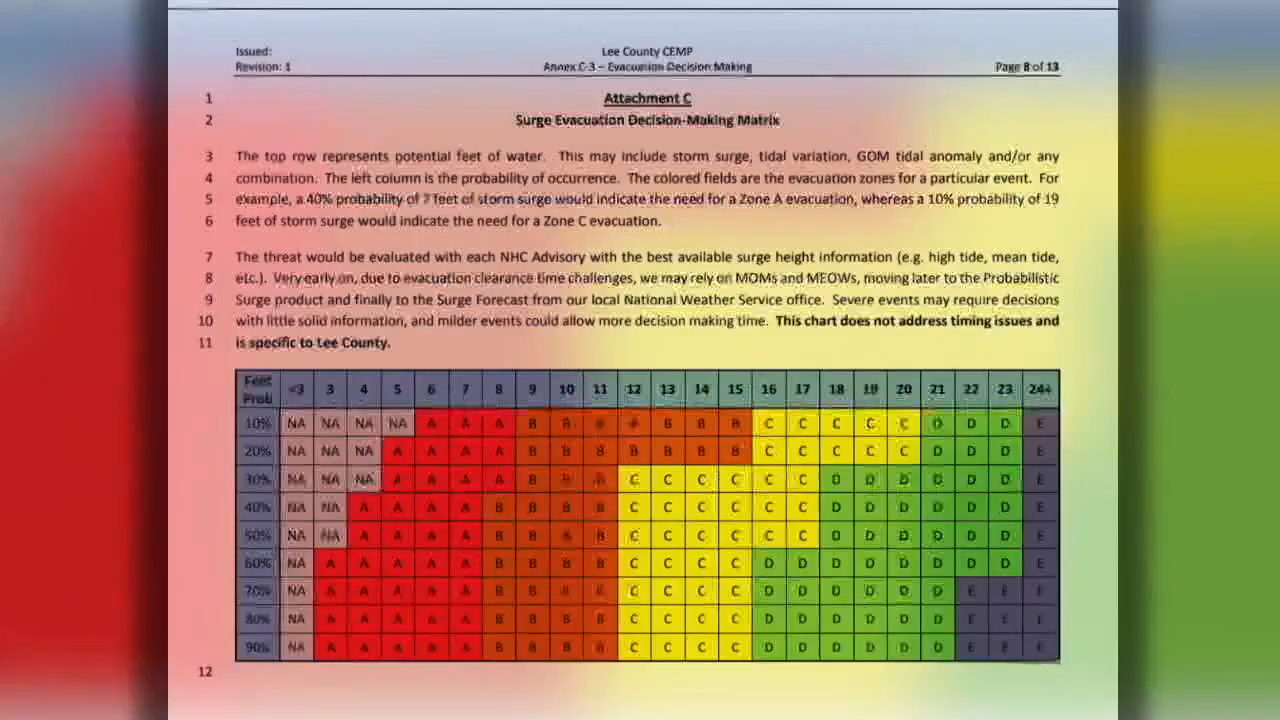 Issued:
Lee County CEMP
Revision: 1
Annex C-3 – Evacuation Decision Making
Page 8 of 13
1 Attachment C
2 Surge Evacuation Decision-Making Matrix
3 The top row represents potential feet of water. This may include storm surge, tidal variation, GOM tidal anomaly and/or any
4 combination. The left column is the probability of occurrence. The colored fields are the evacuation zones for a particular event. For
5 example, a 40% probability of 7 feet of storm surge would indicate the need for a Zone A evacuation, whereas a 10% probability of 19
6 feet of storm surge would indicate the need for a Zone C evacuation.
7 The threat would be evaluated with each NHC Advisory with the best available surge height information (e.g. high tide, mean tide,
8 etc.). Very early on, due to evacuation clearance time challenges, we may rely on MOMs and MEOWs, moving later to the Probabilistic
9 Surge product and finally to the Surge Forecast from our local National Weather Service office. Severe events may require decisions
10 with little solid information, and milder events could allow more decision making time. This chart does not address timing issues and
11 is specific to Lee County.
Feet Prob <3 3 4 5 6 7 8 9 10 11 12 13 14 15 16 17 18 19 20 21 22 23 24+
10% NA NA NA NA A A A B B B B B B B C C C C C D D D E
20% NA NA NA A A A A B B B B B B B C C C C C D D D E
30% NA NA NA A A A A B B B C C C C C C D D D D D D E
40% NA NA A A A A B B B B C C C C C C D D D D D D E
50% NA NA A A A A B B B B C C C C C C D D D D D D E
60% NA A A A A A B B B B C C C C D D D D D D D D E
70% NA A A A A A B B B B C C C C D D D D D D E E E
80% NA A A A A A B B B B C C C C D D D D D D E E E
90% NA A A A A A B B B B C C C C D D D D D D E E E
12